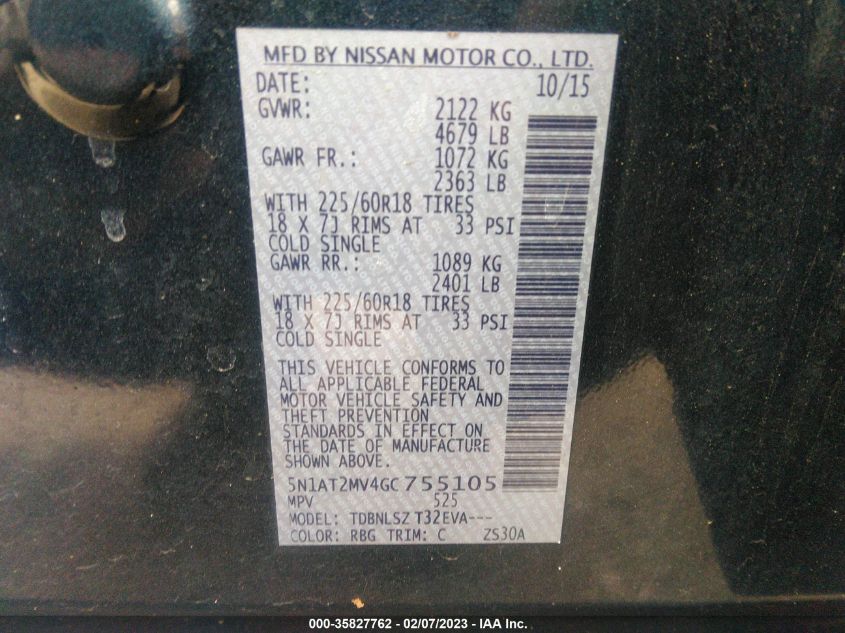 MFD BY NISSAN MOTOR CO., LTD.
DATE: 10/15
GVWR: 2122 KG
4679 LB
GAWR FR.: 1072 KG
2363 LB
WITH 225/60R18 TIRES
18 X 7J RIMS AT 33 PSI
COLD SINGLE
GAWR RR.: 1089 KG
2401 LB
WITH 225/60R18 TIRES
18 X 7J RIMS AT 33 PSI
COLD SINGLE
THIS VEHICLE CONFORMS TO
ALL APPLICABLE FEDERAL
MOTOR VEHICLE SAFETY AND
THEFT PREVENTION
STANDARDS IN EFFECT ON
THE DATE OF MANUFACTURE
SHOWN ABOVE.
5N1AT2MV4GC 755105
MPV 525
MODEL: TDBNLSZ T32EVA---
COLOR: RBG TRIM: C ZS30A
000-35827762 - 02/07/2023 - IAA Inc.